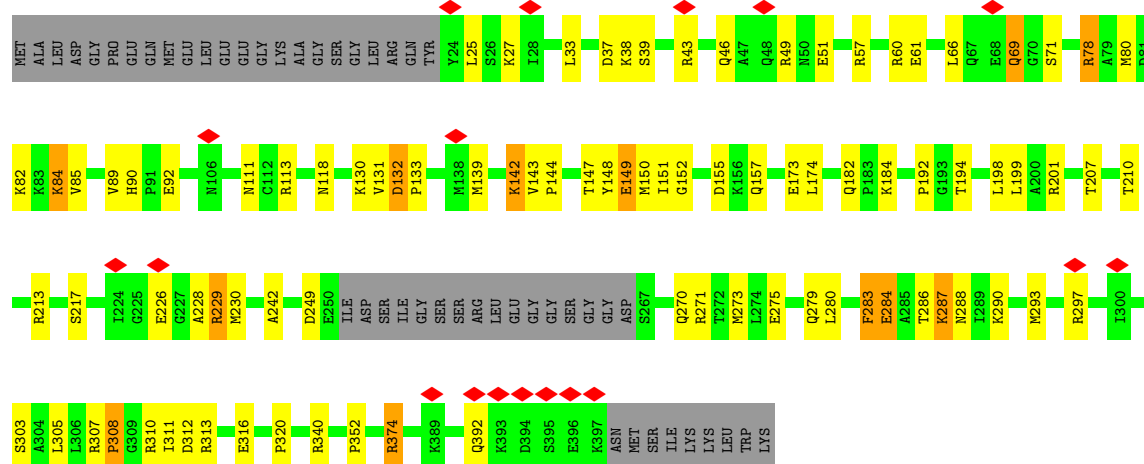 MET ALA LEU ASP GLY PRO GLU GLN MET GLU LEU GLU GLU GLY LYS ALA GLY SER GLY LEU ARG GLN TYR Y24 L25 S26 K27 I28 L33 D37 K38 S39 R43 Q46 A47 Q48 R49 N50 E51 R57 R60 E61 L66 Q67 E68 Q69 G70 S71 R78 A79 M80 D81
K82 K83 K84 V85 V89 H90 P91 E92 N106 N111 C112 R113 N118 K130 V131 D132 P133 M138 M139 K142 V143 P144 T147 Y148 E149 M150 I151 G152 D155 K156 Q157 E173 L174 Q182 P183 K184 P192 G193 T194 L198 L199 A200 R201 T207 T210
R213 S217 I224 G225 E226 G227 A228 R229 M230 A242 D249 E250 ILE ASP SER ILE GLY SER SER ARG LEU GLU GLY GLY SER GLY GLY ASP S267 Q270 R271 T272 M273 L274 E275 Q279 L280 F283 E284 A285 T286 K287 N288 I289 K290 M293 R297 I300
S303 A304 L305 L306 R307 P308 G309 R310 I311 D312 R313 E316 P320 R340 P352 R374 K389 Q392 K393 D394 S395 E396 K397 ASN MET SER ILE LYS LYS LEU TRP LYS